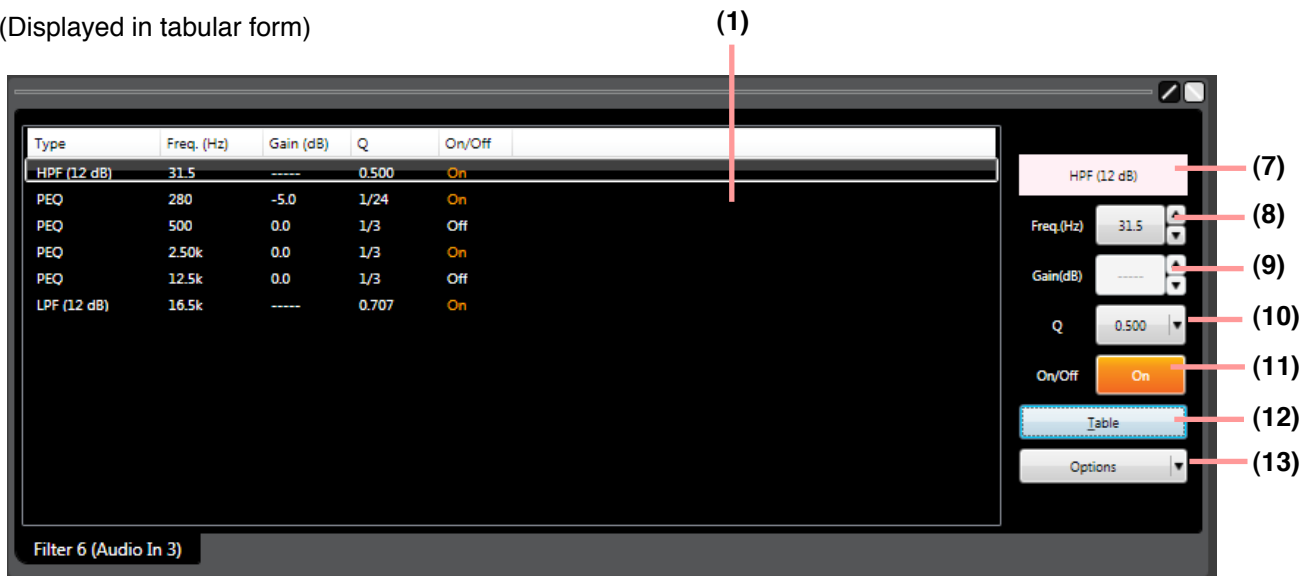 (Displayed in tabular form)
(1)
Type Freq. (Hz) Gain (dB) Q On/Off
HPF (12 dB) 31.5 ----- 0.500 On
PEQ 280 -5.0 1/24 On
PEQ 500 0.0 1/3 Off
PEQ 2.50k 0.0 1/3 On
PEQ 12.5k 0.0 1/3 Off
LPF (12 dB) 16.5k ----- 0.707 On
HPF (12 dB) (7)
Freq.(Hz) 31.5 (8)
Gain(dB) ----- (9)
Q 0.500 (10)
On/Off On (11)
Table (12)
Options (13)
Filter 6 (Audio In 3)